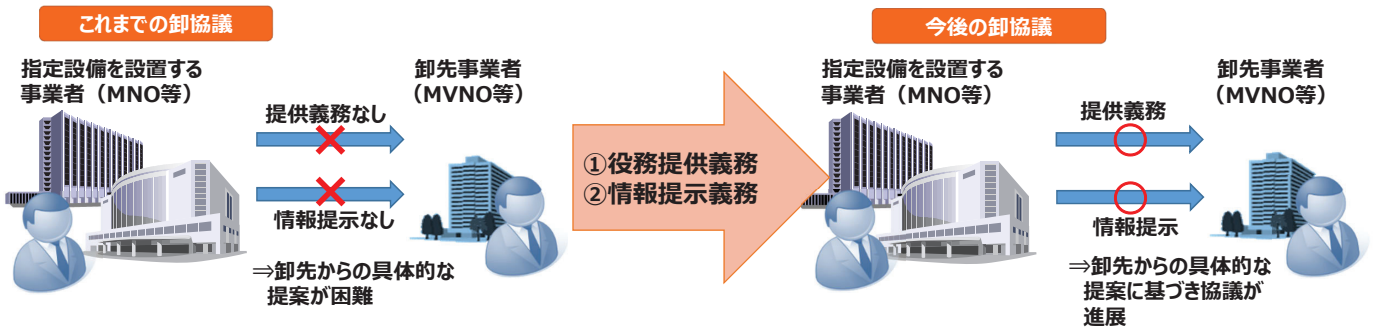 これまでの卸協議
指定設備を設置する
事業者（MNO等）
卸先事業者
（MVNO等）
提供義務なし
情報提示なし
⇒卸先からの具体的な
提案が困難
①役務提供義務
②情報提示義務
今後の卸協議
指定設備を設置する
事業者（MNO等）
卸先事業者
（MVNO等）
提供義務
情報提示
⇒卸先からの具体的な
提案に基づき協議が
進展